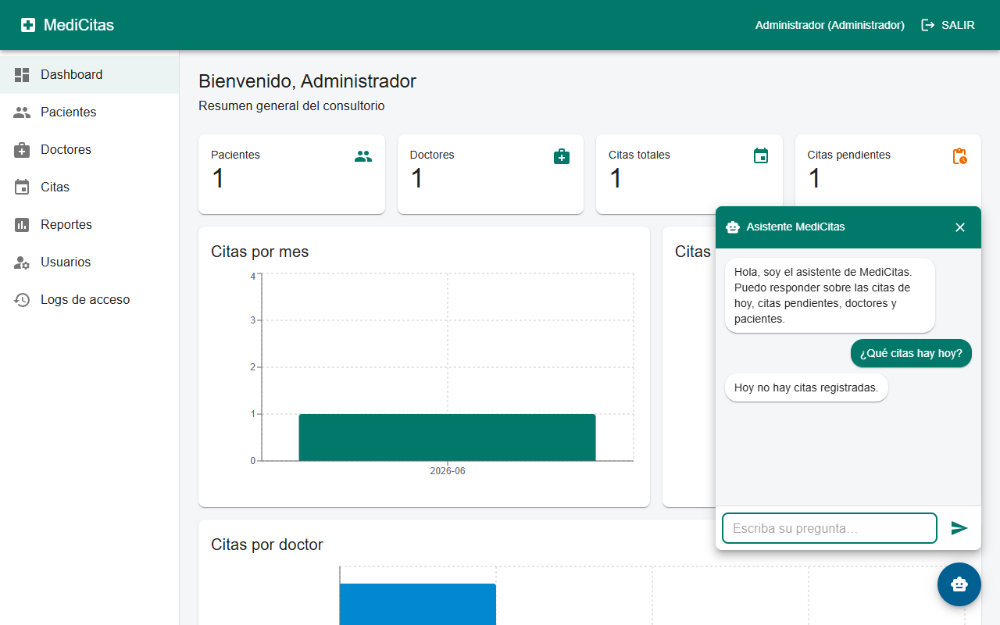 MediCitas
Administrador (Administrador)
SALIR
Dashboard
Pacientes
Doctores
Citas
Reportes
Usuarios
Logs de acceso
Bienvenido, Administrador
Resumen general del consultorio
Pacientes
1
Doctores
1
Citas totales
1
Citas pendientes
1
Citas por mes
4
3
2
1
0
2026-06
Citas
Citas por doctor
Asistente MediCitas
Hola, soy el asistente de MediCitas.
Puedo responder sobre las citas de
hoy, citas pendientes, doctores y
pacientes.
¿Qué citas hay hoy?
Hoy no hay citas registradas.
Escriba su pregunta…